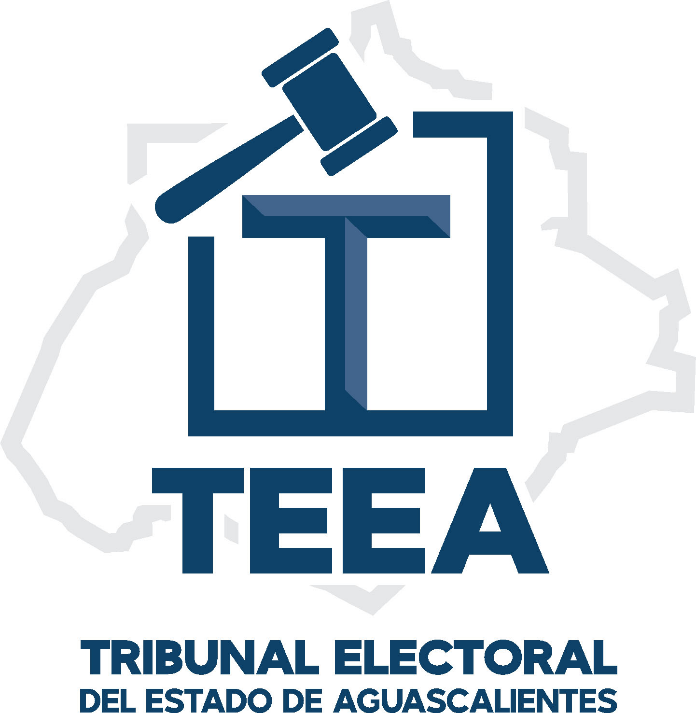 TEEA
TRIBUNAL ELECTORAL
DEL ESTADO DE AGUASCALIENTES